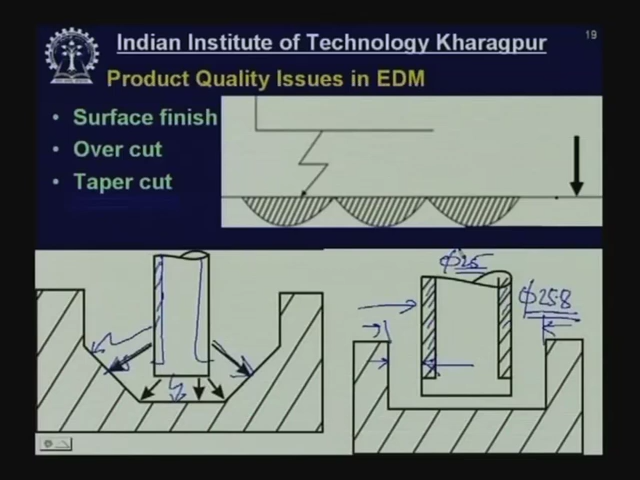 19
Indian Institute of Technology Kharagpur
Product Quality Issues in EDM
• Surface finish
• Over cut
• Taper cut
ϕ25
ϕ25.8